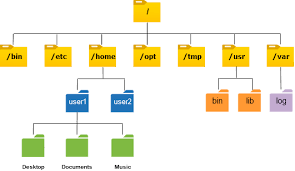 /
/bin /etc /home /opt /tmp /usr /var
user1 user2 bin lib log
Desktop Documents Music